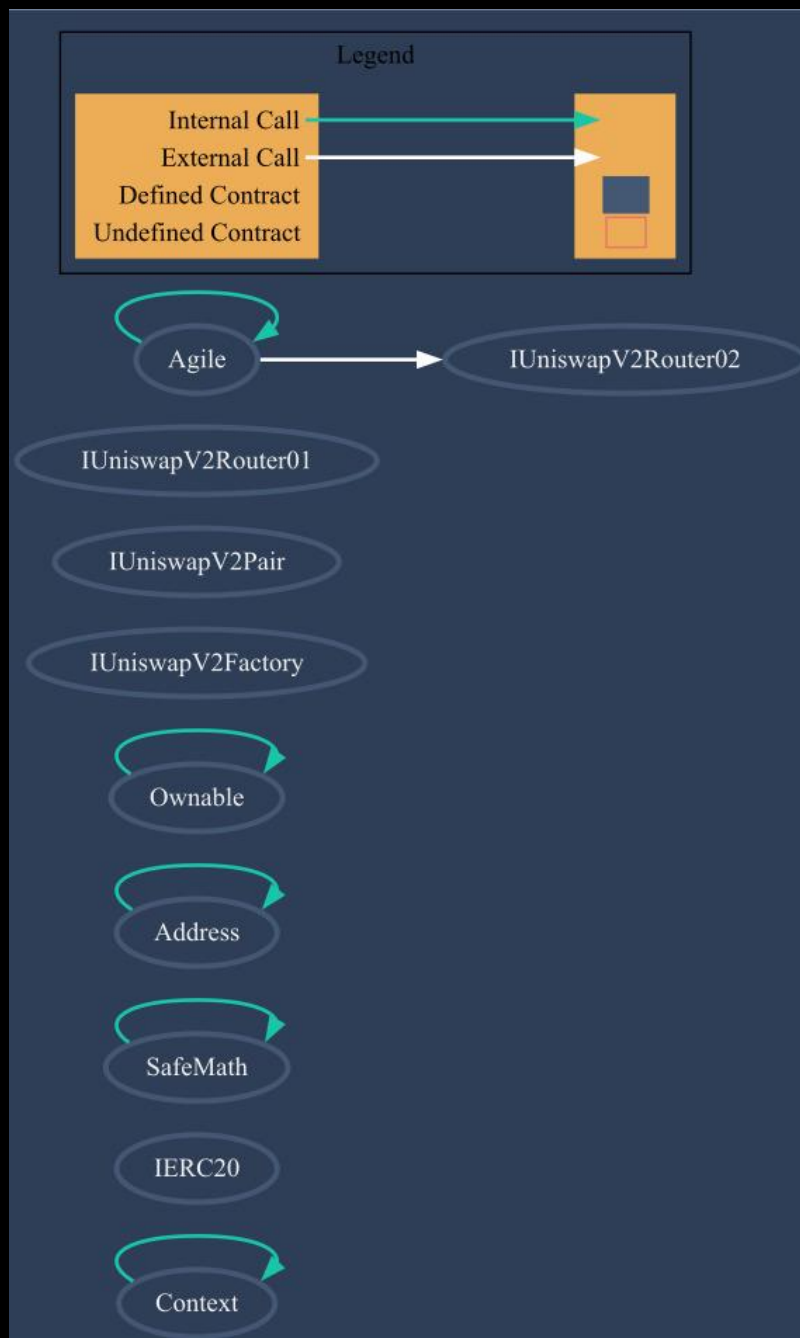 Legend
Internal Call
External Call
Defined Contract
Undefined Contract
Agile
IUniswapV2Router02
IUniswapV2Router01
IUniswapV2Pair
IUniswapV2Factory
Ownable
Address
SafeMath
IERC20
Context